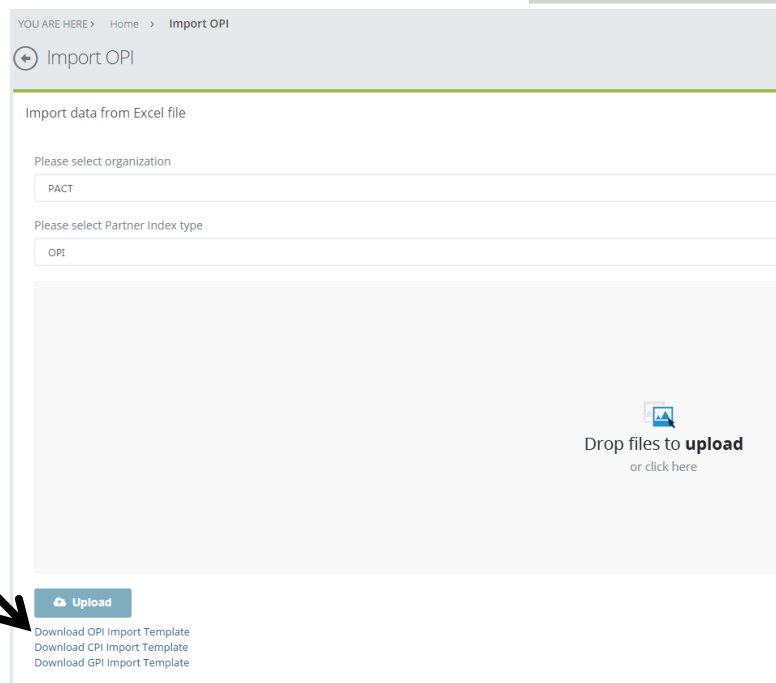 YOU ARE HERE > Home > Import OPI
Import OPI
Import data from Excel file
Please select organization
PACT
Please select Partner Index type
OPI
Drop files to upload
or click here
Upload
Download OPI Import Template
Download CPI Import Template
Download GPI Import Template